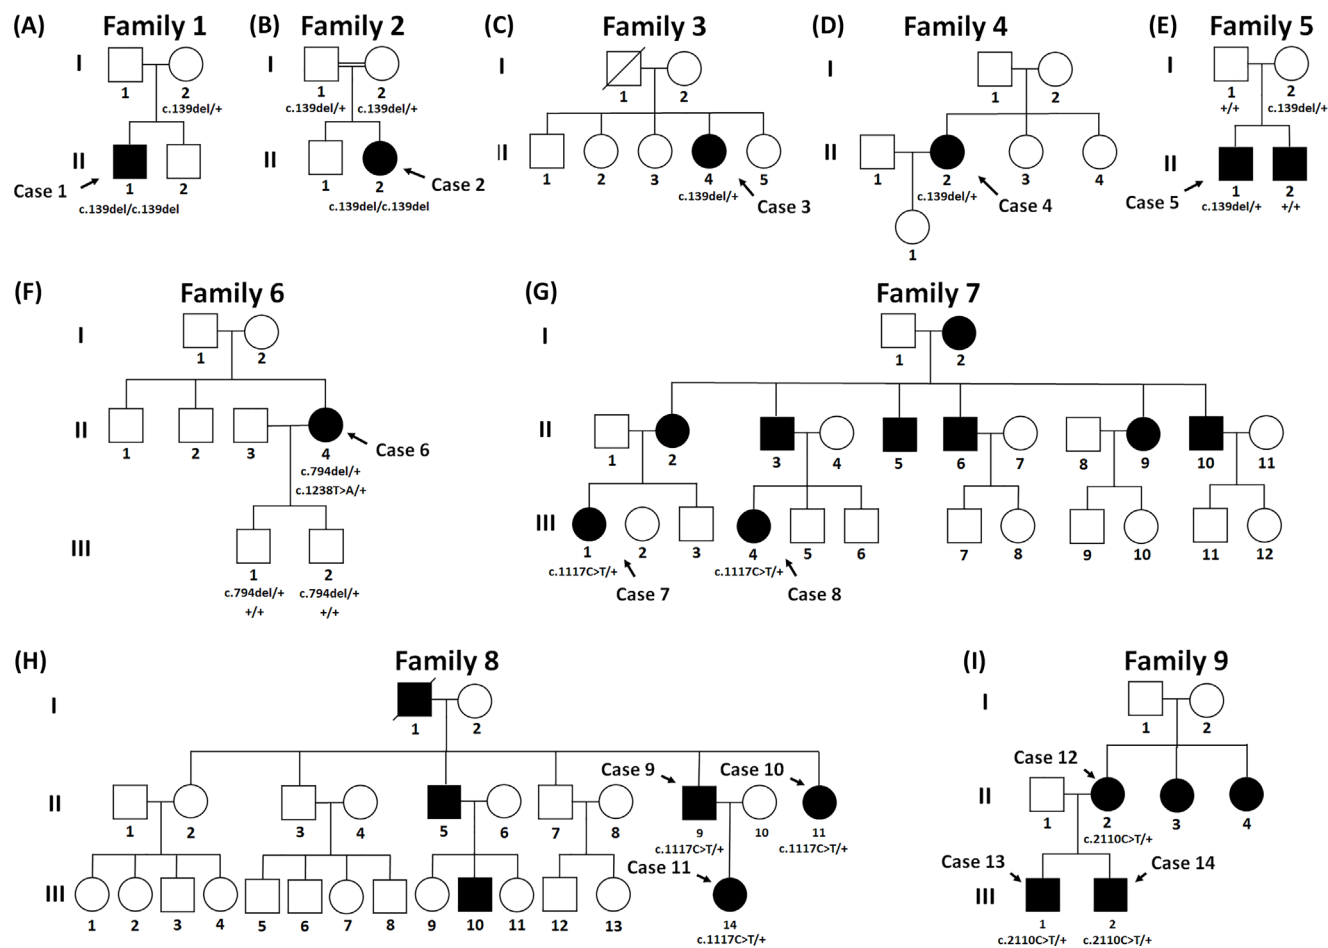 (A) Family 1
I
1 2
c.139del/+
II
Case 1
1 2
c.139del/c.139del
(B) Family 2
I
1 2
c.139del/+ c.139del/+
II
Case 2
1 2
c.139del/c.139del
(C) Family 3
I
1 2
II
1 2 3 4 5
c.139del/+
Case 3
(D) Family 4
I
1 2
II
1 2 3 4
c.139del/+
Case 4
1
(E) Family 5
I
1 2
+/+ c.139del/+
II
Case 5
1 2
c.139del/+ +/+
(F) Family 6
I
1 2
II
Case 6
1 2 3 4
c.794del/+
c.1238T>A/+
III
1 2
c.794del/+ c.794del/+
+/+ +/+
(G) Family 7
I
1 2
II
1 2 3 4 5 6 7 8 9 10 11
III
1 2 3 4 5 6 7 8 9 10 11 12
c.1117C>T/+ c.1117C>T/+
Case 7 Case 8
(H) Family 8
I
1 2
Case 9 Case 10
II
1 2 3 4 5 6 7 8 9 10 11
c.1117C>T/+ c.1117C>T/+
Case 11
III
1 2 3 4 5 6 7 8 9 10 11 12 13 14
c.1117C>T/+
(I) Family 9
I
1 2
Case 12
II
1 2 3 4
c.2110C>T/+
Case 13 Case 14
III
1 2
c.2110C>T/+ c.2110C>T/+